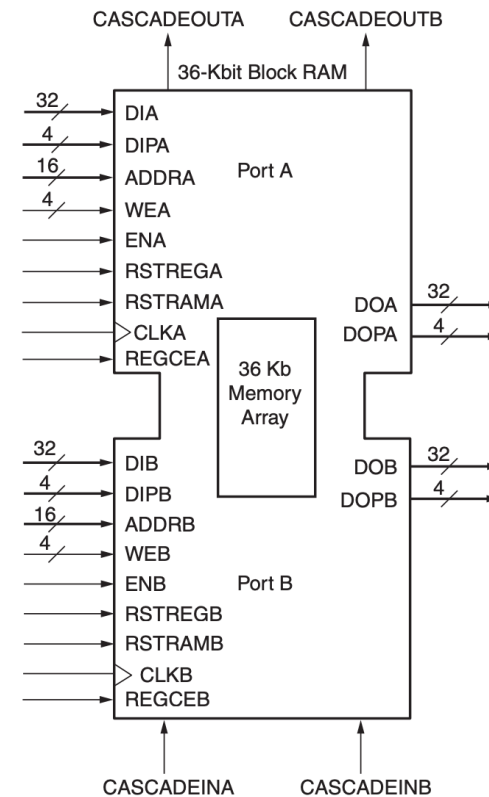 CASCADEOUTA CASCADEOUTB
36-Kbit Block RAM
32 DIA
4 DIPA
16 ADDRA Port A
4 WEA
ENA
RSTREGA
RSTRAMA DOA 32
CLKA DOPA 4
REGCEA
36 Kb
Memory
Array
32 DIB DOB 32
4 DIPB DOPB 4
16 ADDRB
4 WEB
ENB Port B
RSTREGB
RSTRAMB
CLKB
REGCEB
CASCADEINA CASCADEINB